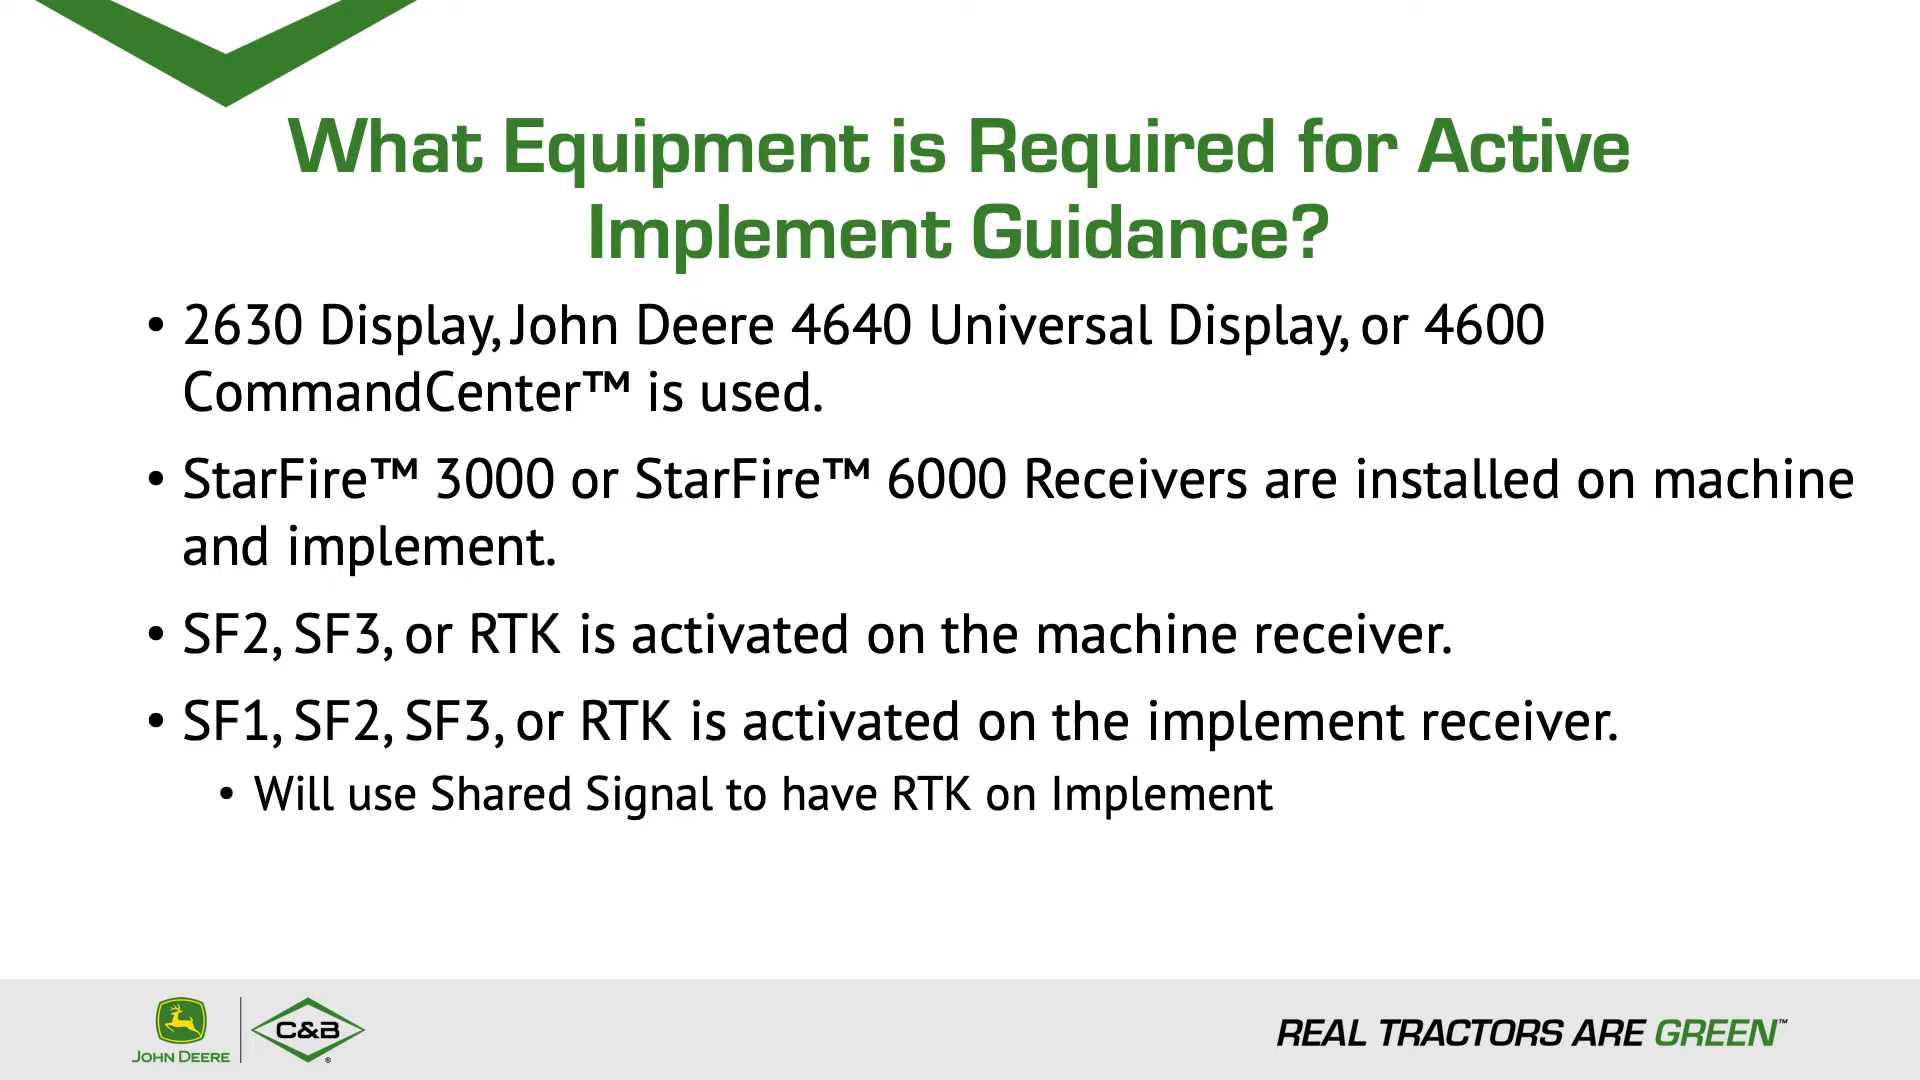 What Equipment is Required for Active
Implement Guidance?
• 2630 Display, John Deere 4640 Universal Display, or 4600
CommandCenter™ is used.
• StarFire™ 3000 or StarFire™ 6000 Receivers are installed on machine
and implement.
• SF2, SF3, or RTK is activated on the machine receiver.
• SF1, SF2, SF3, or RTK is activated on the implement receiver.
• Will use Shared Signal to have RTK on Implement
JOHN DEERE
C&B®
REAL TRACTORS ARE GREEN™